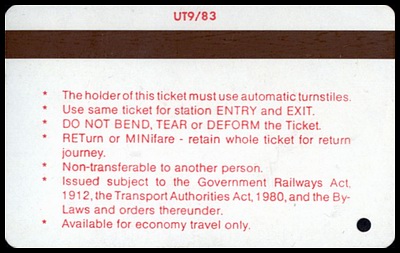 UT9/83
* The holder of this ticket must use automatic turnstiles.
* Use same ticket for station ENTRY and EXIT.
* DO NOT BEND, TEAR or DEFORM the Ticket.
* RETurn or MINifare - retain whole ticket for return
journey.
* Non-transferable to another person.
* Issued subject to the Government Railways Act,
1912, the Transport Authorities Act, 1980, and the By-
Laws and orders thereunder.
* Available for economy travel only.